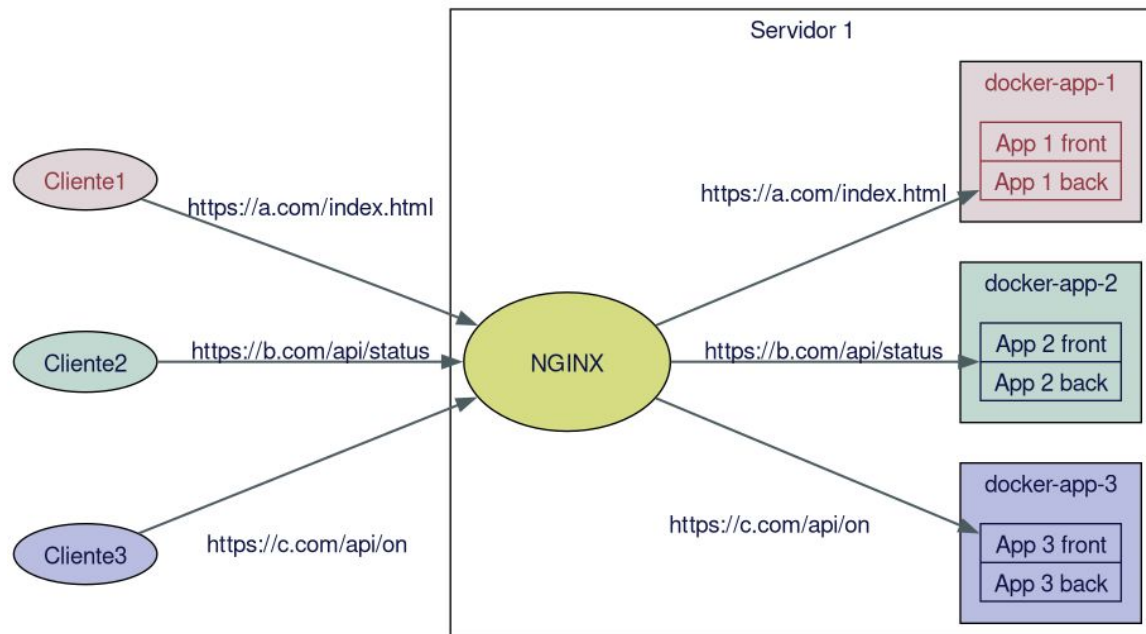 Servidor 1
docker-app-1
App 1 front
App 1 back
Cliente1
https://a.com/index.html
https://a.com/index.html
docker-app-2
App 2 front
App 2 back
Cliente2
https://b.com/api/status
NGINX
https://b.com/api/status
docker-app-3
App 3 front
App 3 back
Cliente3
https://c.com/api/on
https://c.com/api/on